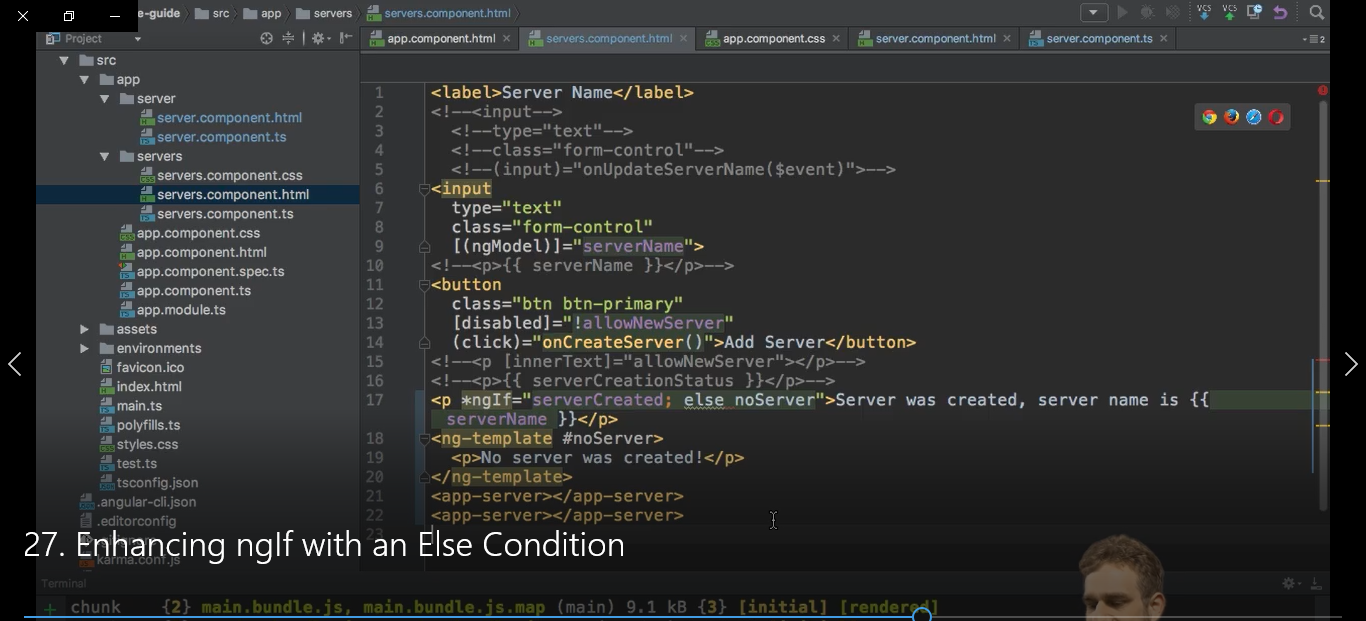 e-guide src app servers servers.component.html
VCS VCS
Project
app.component.html servers.component.html app.component.css server.component.html server.component.ts 2
src
app
server
server.component.html
server.component.ts
servers
servers.component.css
servers.component.html
servers.component.ts
app.component.css
app.component.html
app.component.spec.ts
app.component.ts
app.module.ts
assets
environments
favicon.ico
index.html
main.ts
polyfills.ts
styles.css
test.ts
tsconfig.json
.angular-cli.json
.editorconfig
karma.conf.js
1 <label>Server Name</label>
2 <!--<input-->
3 <!--type="text"-->
4 <!--class="form-control"-->
5 <!--(input)="onUpdateServerName($event)">-->
6 <input
7 type="text"
8 class="form-control"
9 [(ngModel)]="serverName">
10 <!--<p>{{ serverName }}</p>-->
11 <button
12 class="btn btn-primary"
13 [disabled]="!allowNewServer"
14 (click)="onCreateServer()">Add Server</button>
15 <!--<p [innerText]="allowNewServer"></p>-->
16 <!--<p>{{ serverCreationStatus }}</p>-->
17 <p *ngIf="serverCreated; else noServer">Server was created, server name is {{
serverName }}</p>
18 <ng-template #noServer>
19 <p>No server was created!</p>
20 </ng-template>
21 <app-server></app-server>
22 <app-server></app-server>
23
27. Enhancing ngIf with an Else Condition
Terminal
+ chunk {2} main.bundle.js, main.bundle.js.map (main) 9.1 kB {3} [initial] [rendered]